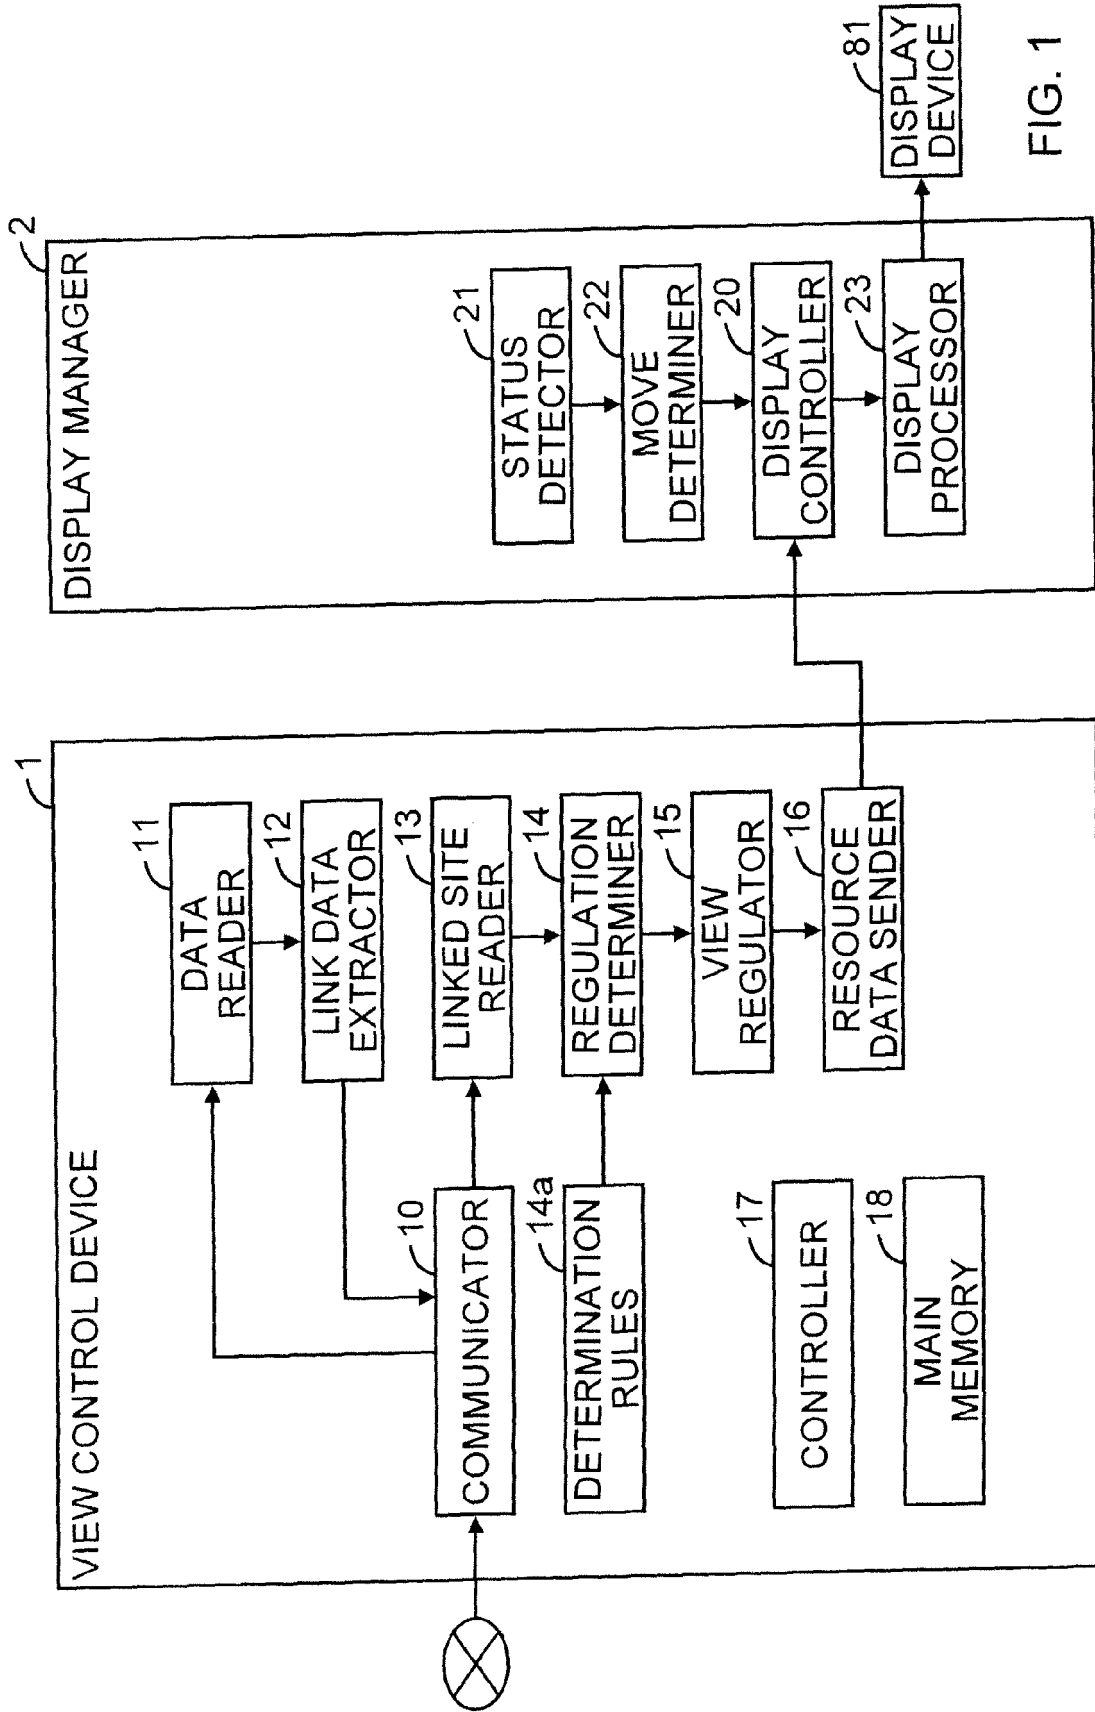 VIEW CONTROL DEVICE
1
11
DATA
READER
12
LINK DATA
EXTRACTOR
10
COMMUNICATOR
13
LINKED SITE
READER
14a
DETERMINATION
RULES
14
REGULATION
DETERMINER
15
VIEW
REGULATOR
17
CONTROLLER
16
RESOURCE
DATA SENDER
18
MAIN
MEMORY
DISPLAY MANAGER
2
21
STATUS
DETECTOR
22
MOVE
DETERMINER
20
DISPLAY
CONTROLLER
23
DISPLAY
PROCESSOR
81
DISPLAY
DEVICE
FIG. 1